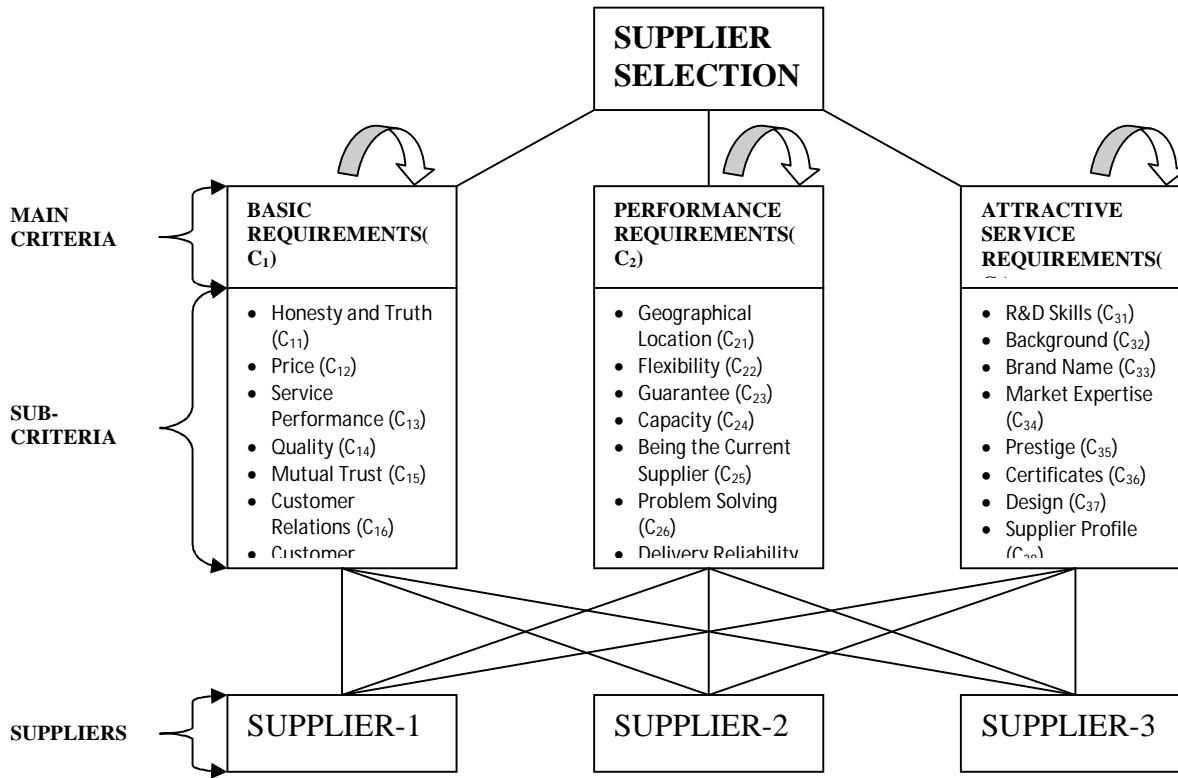 SUPPLIER
SELECTION
MAIN
CRITERIA
BASIC
REQUIREMENTS(
C₁)
PERFORMANCE
REQUIREMENTS(
C₂)
ATTRACTIVE
SERVICE
REQUIREMENTS(
SUB-
CRITERIA
• Honesty and Truth
(C₁₁)
• Price (C₁₂)
• Service
Performance (C₁₃)
• Quality (C₁₄)
• Mutual Trust (C₁₅)
• Customer
Relations (C₁₆)
• Customer
• Geographical
Location (C₂₁)
• Flexibility (C₂₂)
• Guarantee (C₂₃)
• Capacity (C₂₄)
• Being the Current
Supplier (C₂₅)
• Problem Solving
(C₂₆)
• Delivery Reliability
• R&D Skills (C₃₁)
• Background (C₃₂)
• Brand Name (C₃₃)
• Market Expertise
(C₃₄)
• Prestige (C₃₅)
• Certificates (C₃₆)
• Design (C₃₇)
• Supplier Profile
(C₃₈)
SUPPLIERS
SUPPLIER-1
SUPPLIER-2
SUPPLIER-3